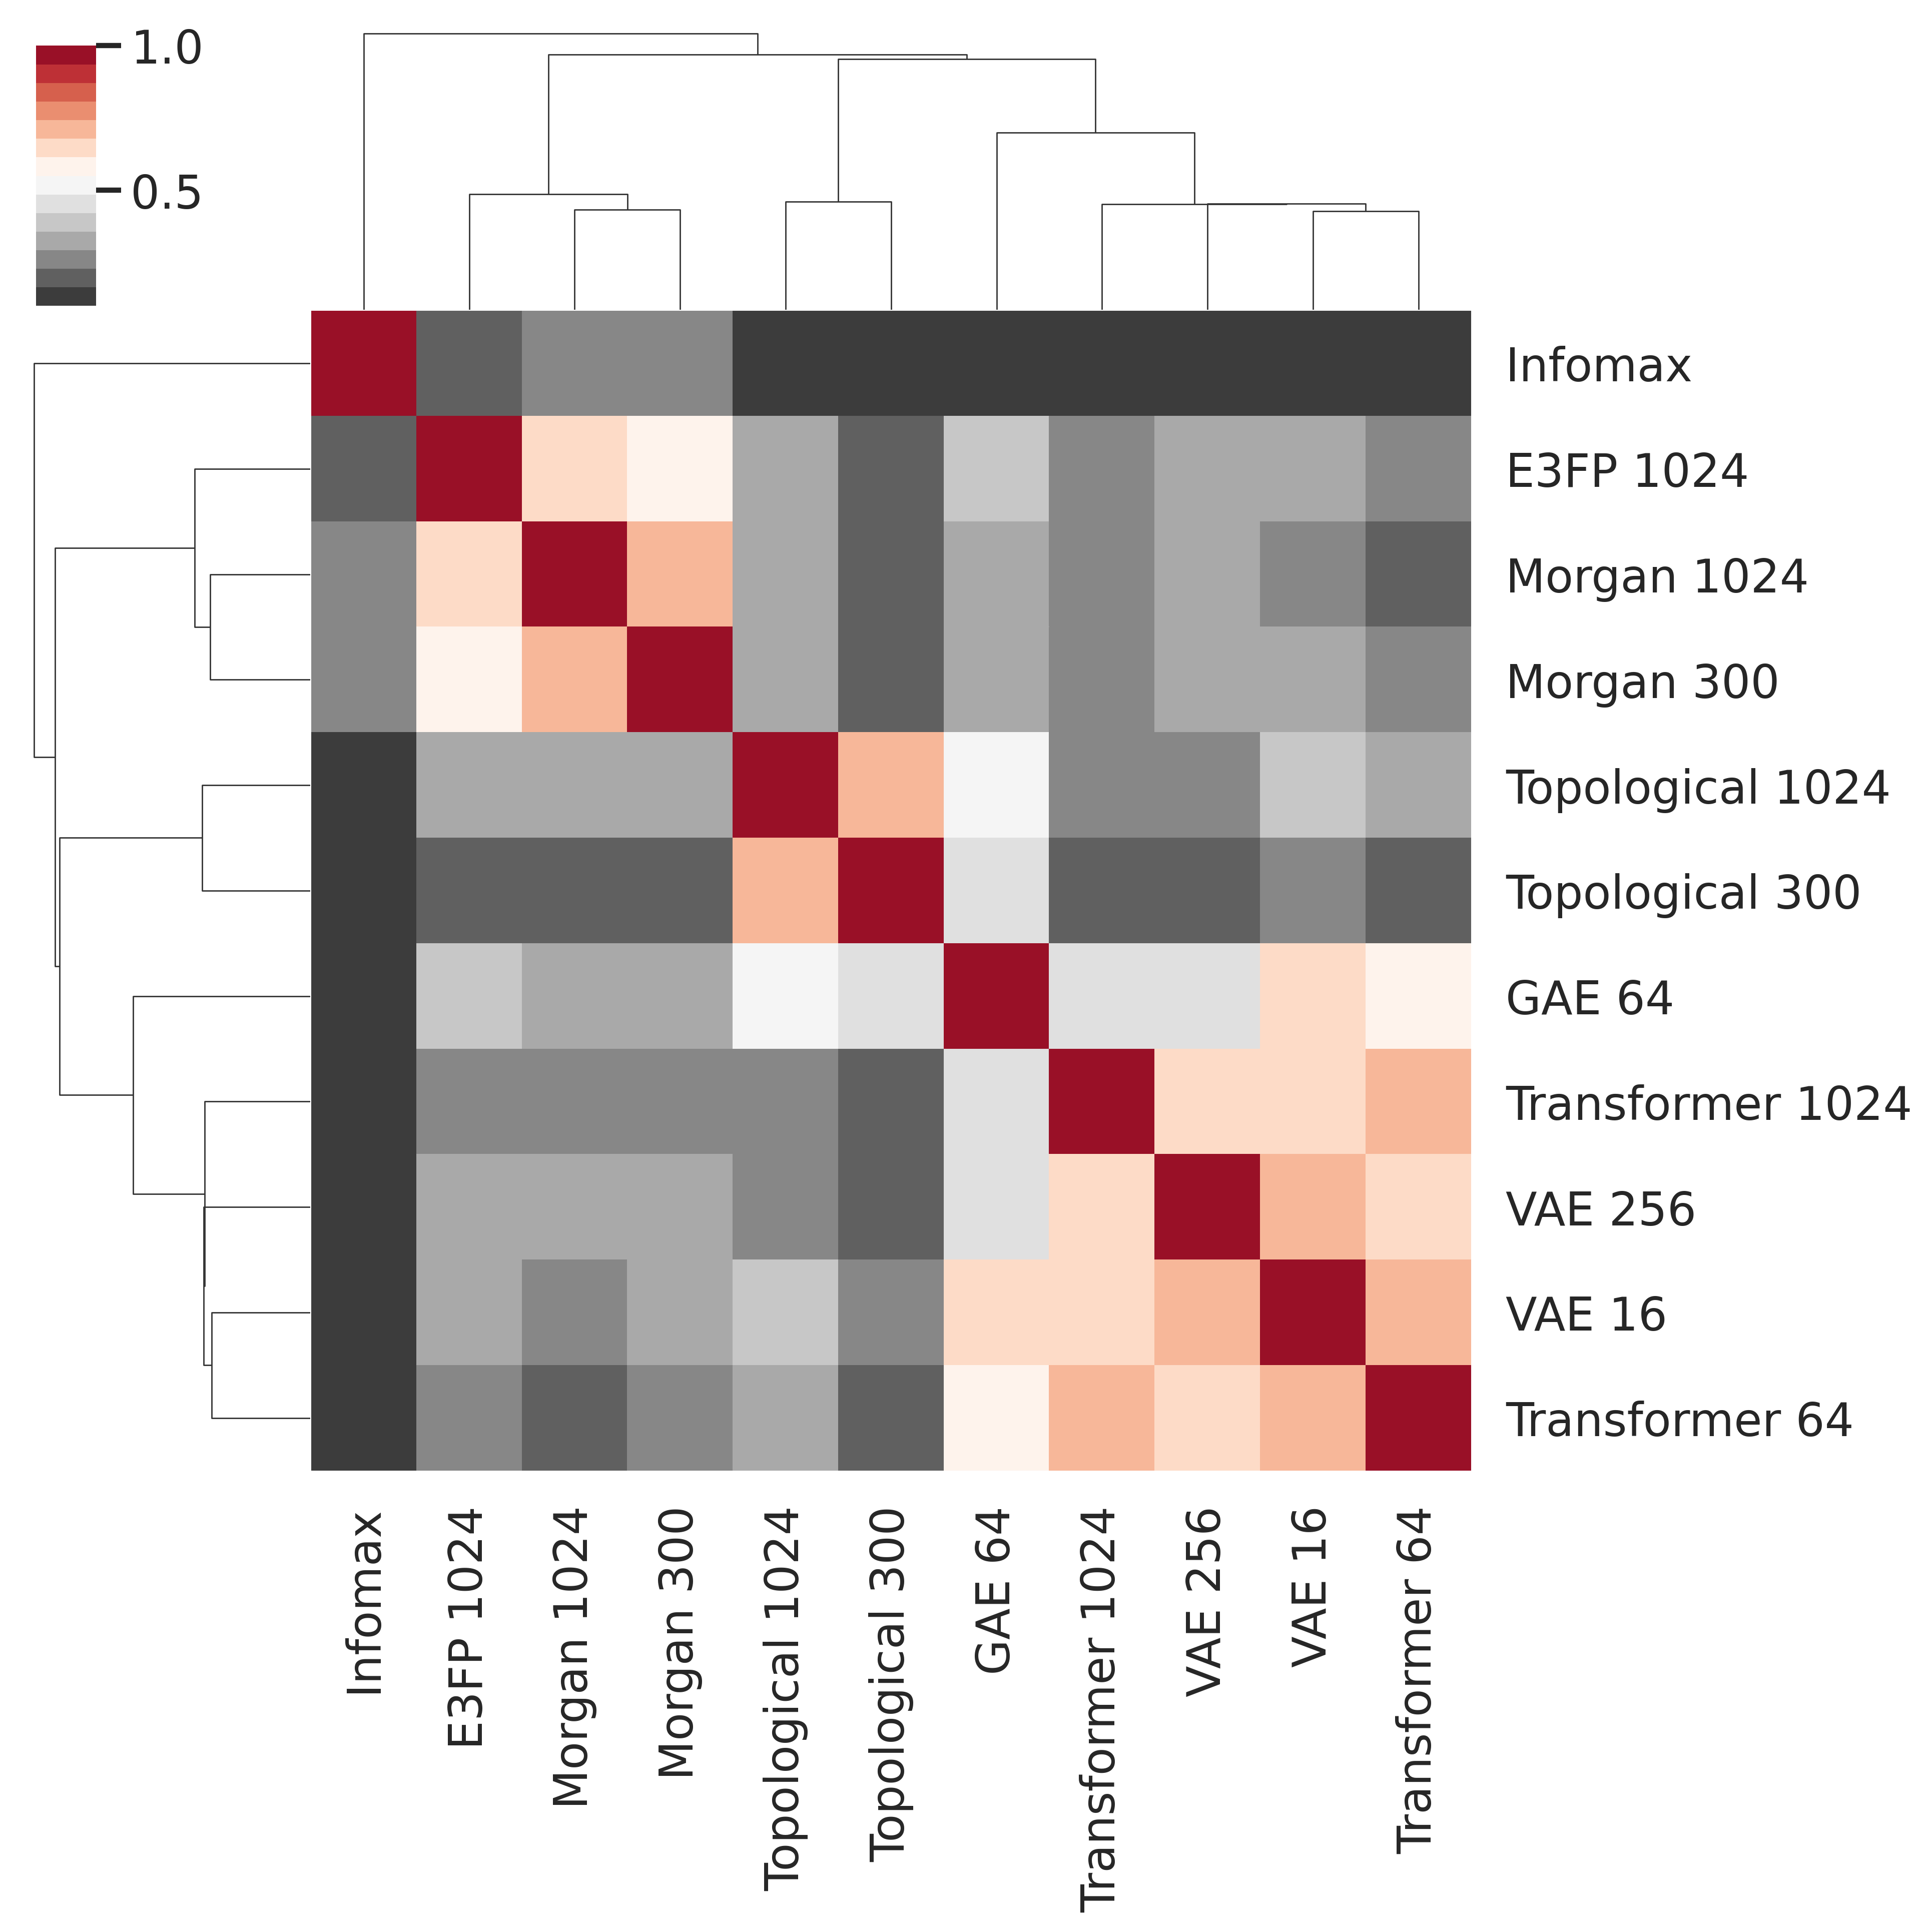 1.0
0.5
Infomax
E3FP 1024
Morgan 1024
Morgan 300
Topological 1024
Topological 300
GAE 64
Transformer 1024
VAE 256
VAE 16
Transformer 64
Infomax
E3FP 1024
Morgan 1024
Morgan 300
Topological 1024
Topological 300
GAE 64
Transformer 1024
VAE 256
VAE 16
Transformer 64